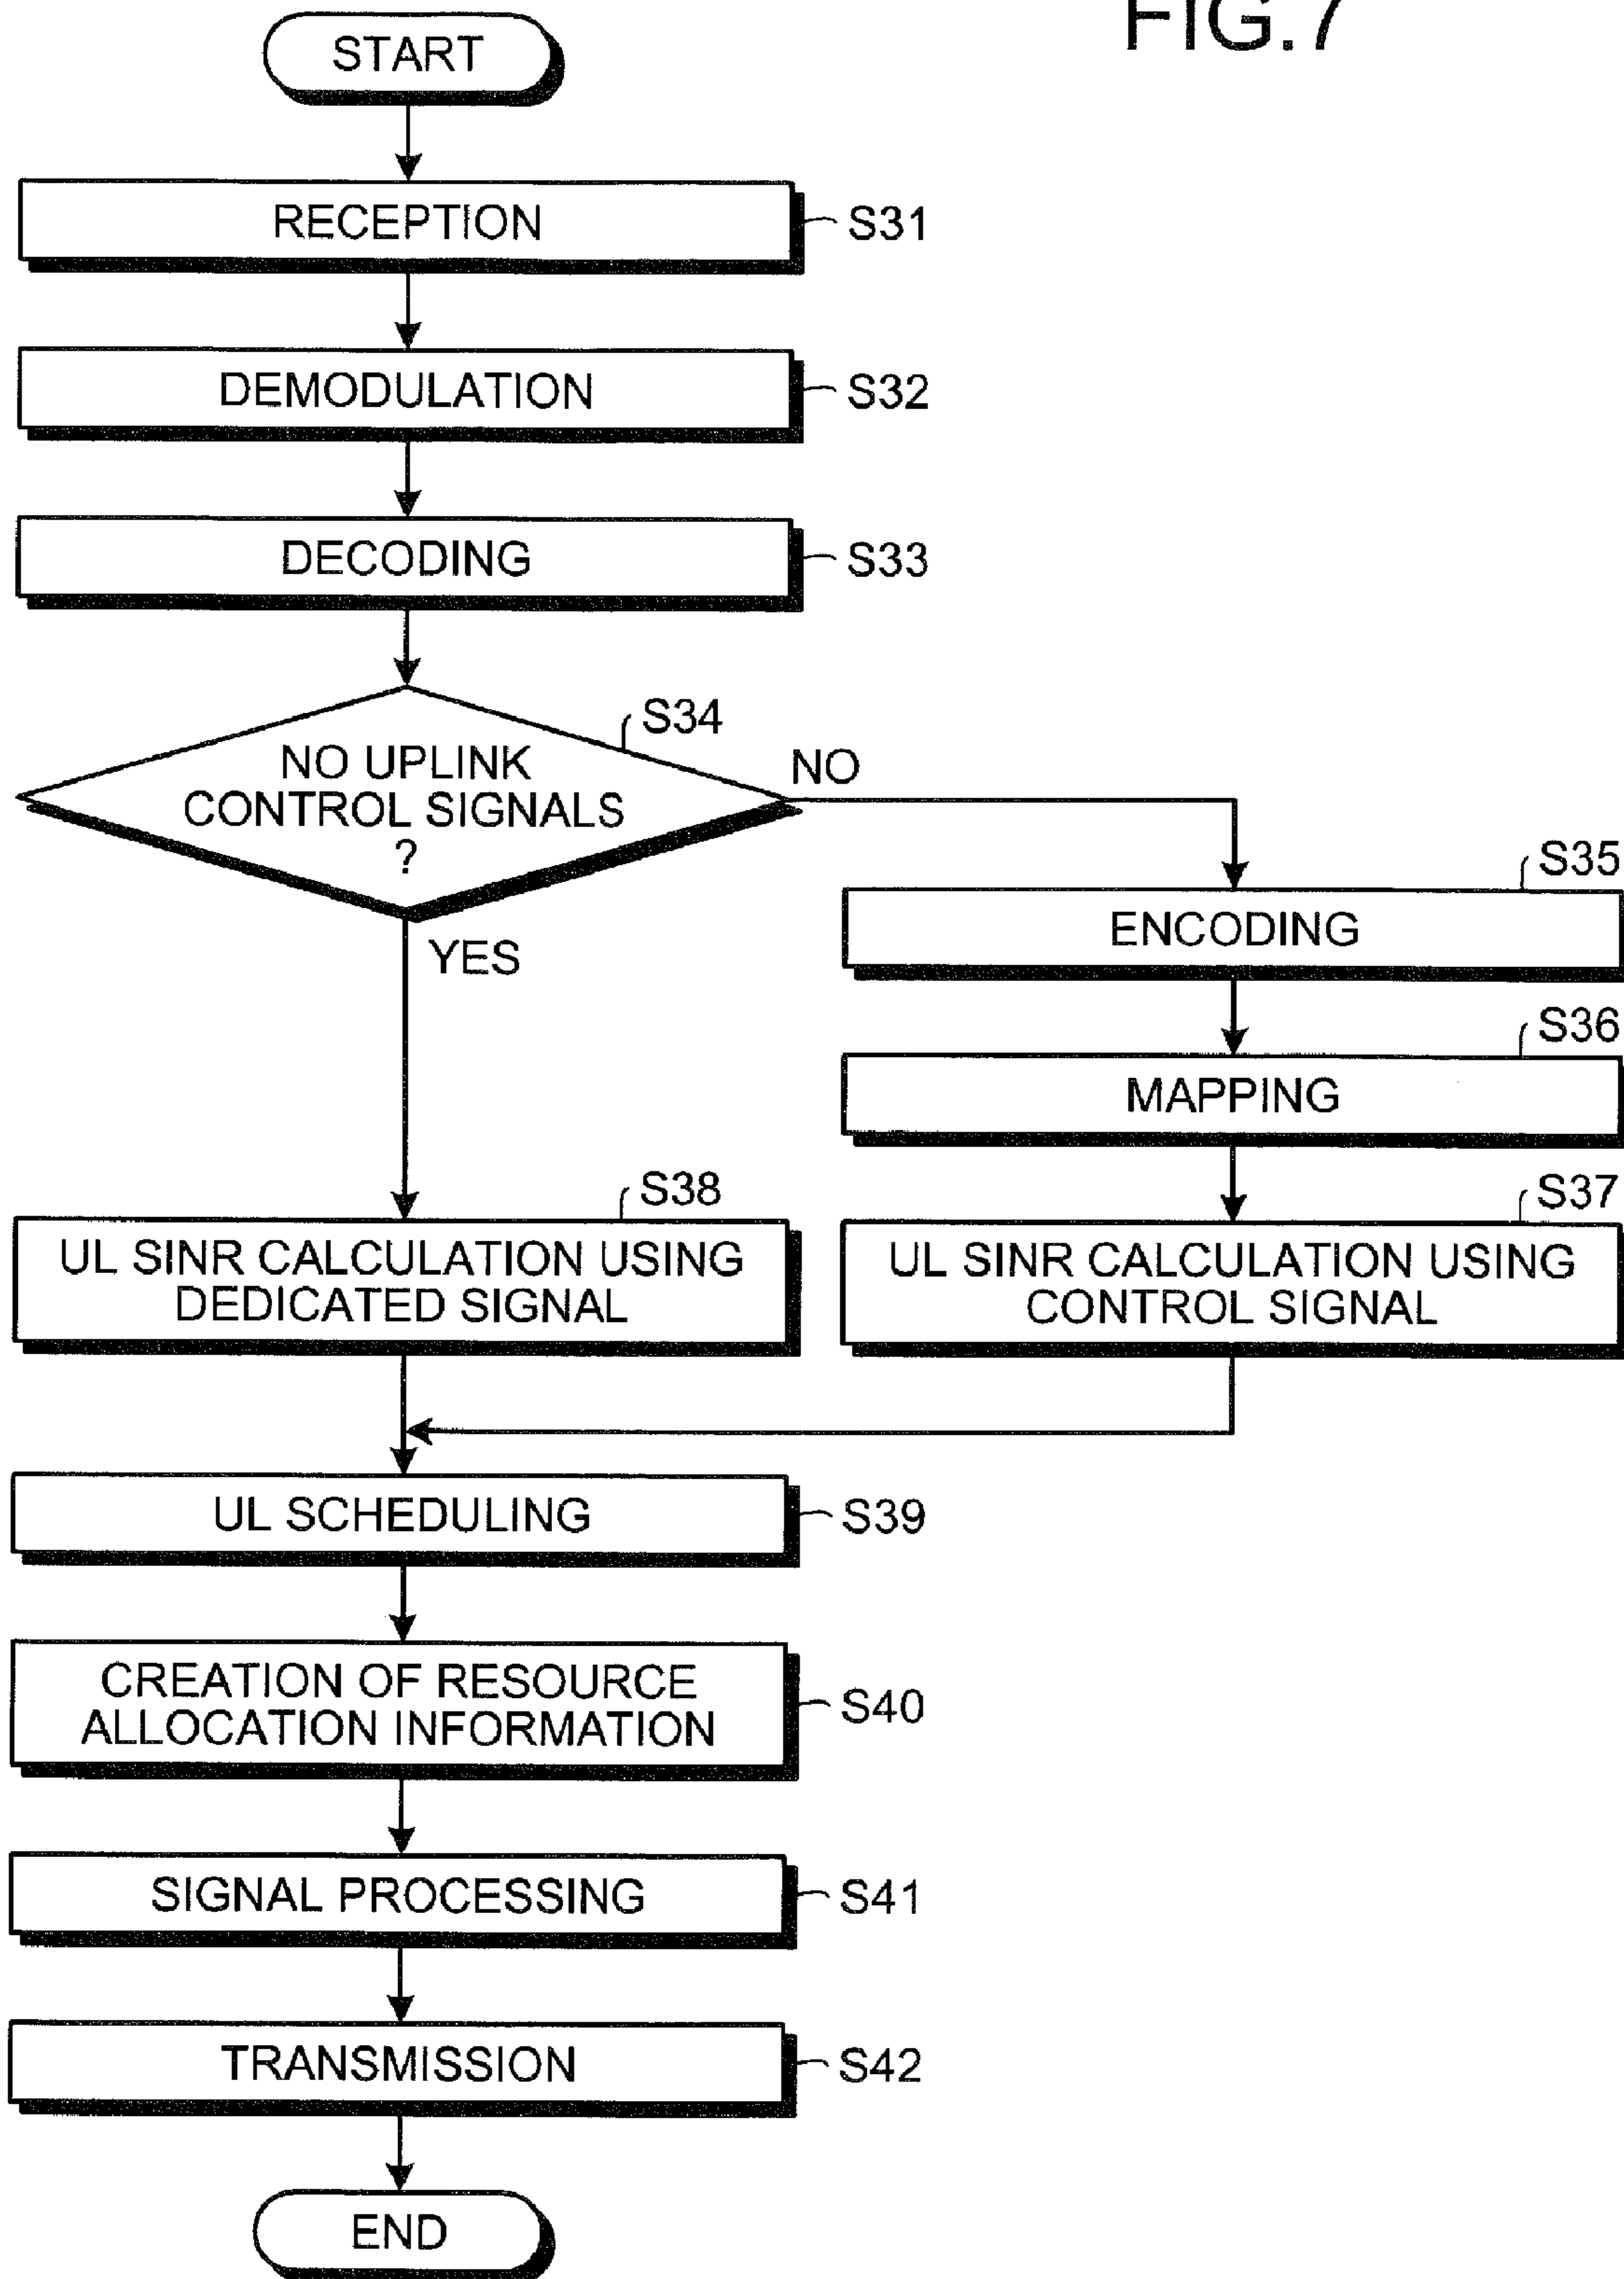 FIG.7
START
RECEPTION
S31
DEMODULATION
S32
DECODING
S33
S34
NO UPLINK
CONTROL SIGNALS
?
NO
YES
S35
ENCODING
S36
MAPPING
S37
UL SINR CALCULATION USING
CONTROL SIGNAL
S38
UL SINR CALCULATION USING
DEDICATED SIGNAL
UL SCHEDULING
S39
CREATION OF RESOURCE
ALLOCATION INFORMATION
S40
SIGNAL PROCESSING
S41
TRANSMISSION
S42
END